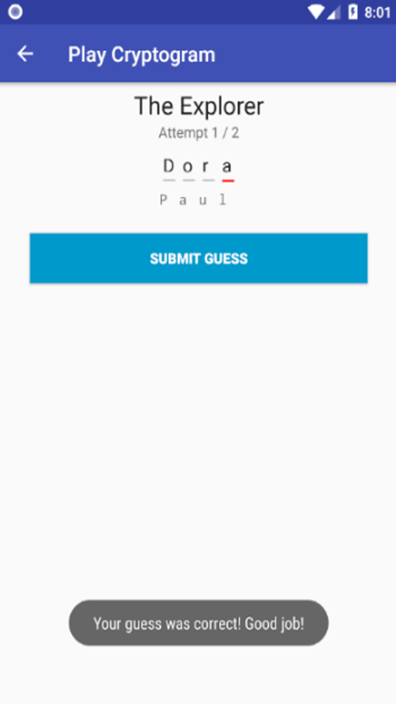 8:01
Play Cryptogram
The Explorer
Attempt 1 / 2
D o r a
P a u l
SUBMIT GUESS
Your guess was correct! Good job!